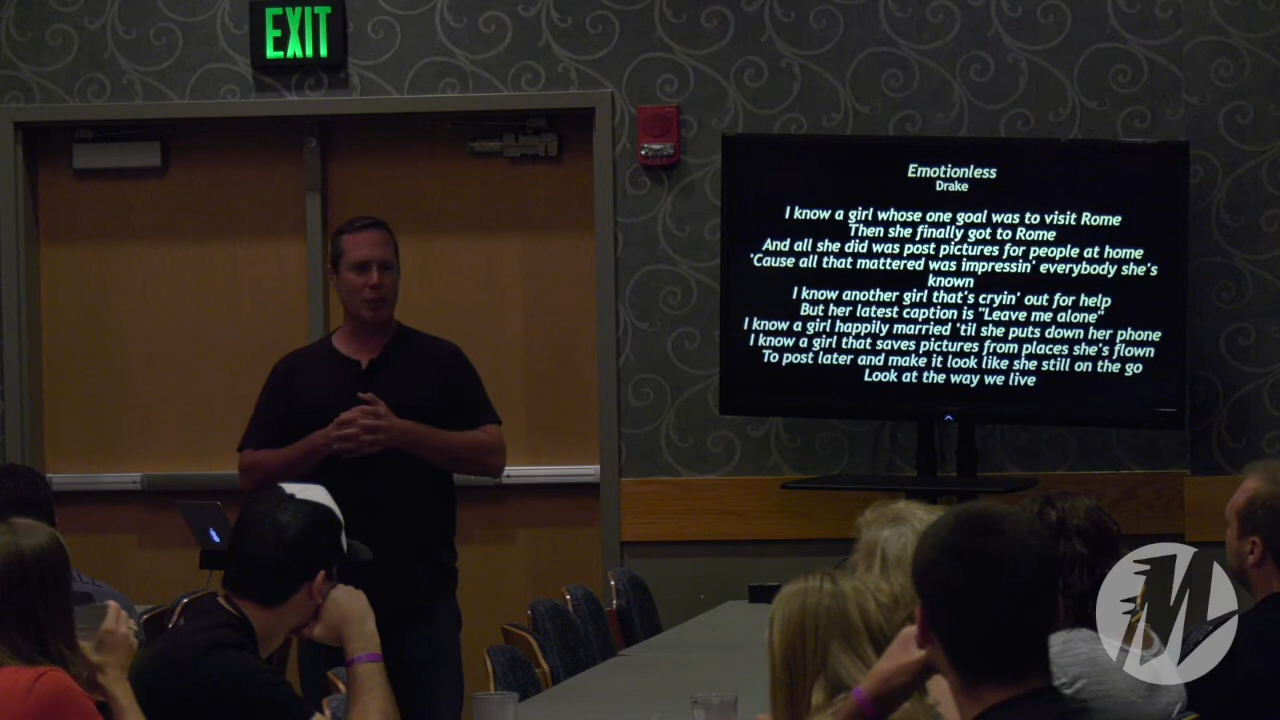 EXIT
Emotionless
Drake
I know a girl whose one goal was to visit Rome
Then she finally got to Rome
And all she did was post pictures for people at home
'Cause all that mattered was impressin' everybody she's
known
I know another girl that's cryin' out for help
But her latest caption is "Leave me alone"
I know a girl happily married 'til she puts down her phone
I know a girl that saves pictures from places she's flown
To post later and make it look like she still on the go
Look at the way we live
FIRE
M